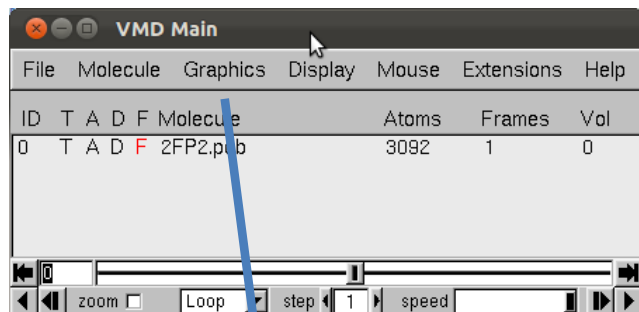 VMD Main
File Molecule Graphics Display Mouse Extensions Help
ID T A D F Molecule Atoms Frames Vol
0 T A D F 2FP2.pdb 3092 1 0
0
zoom Loop step 1 speed